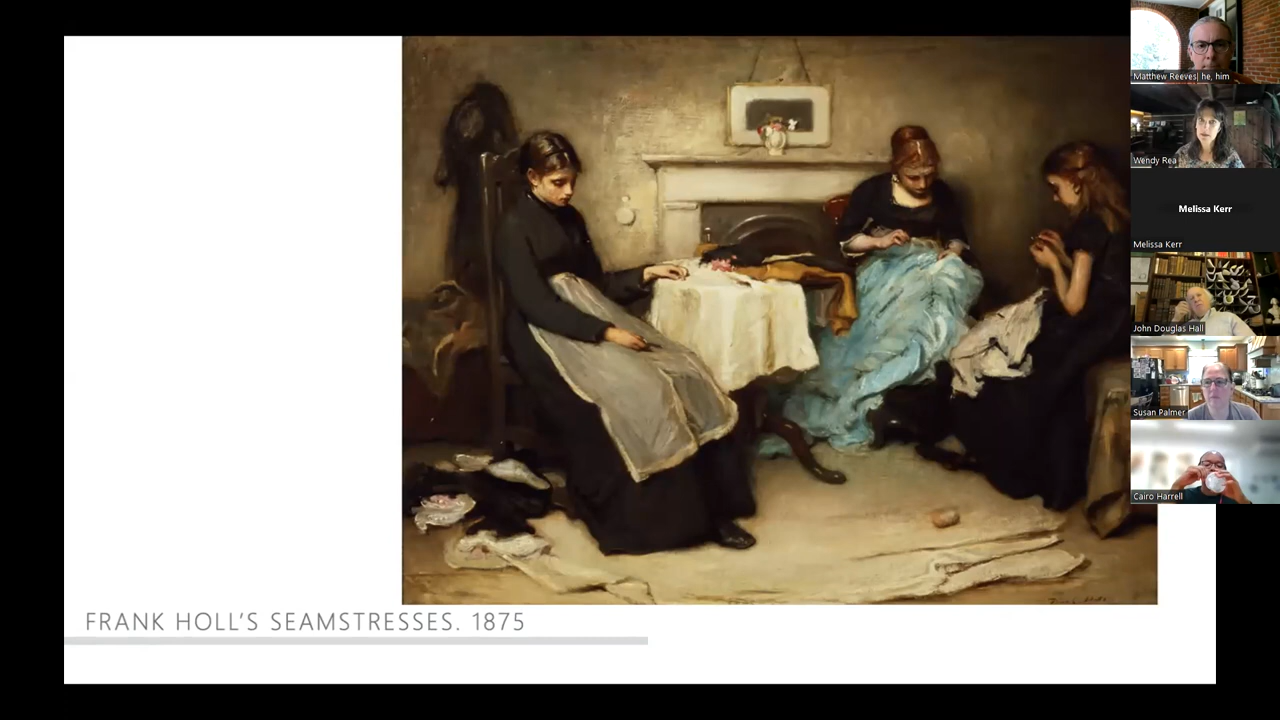 FRANK HOLL'S SEAMSTRESSES. 1875
Matthew Reeves| he, him
Wendy Rea
Melissa Kerr
Melissa Kerr
John Douglas Hall
Susan Palmer
Cairo Harrell